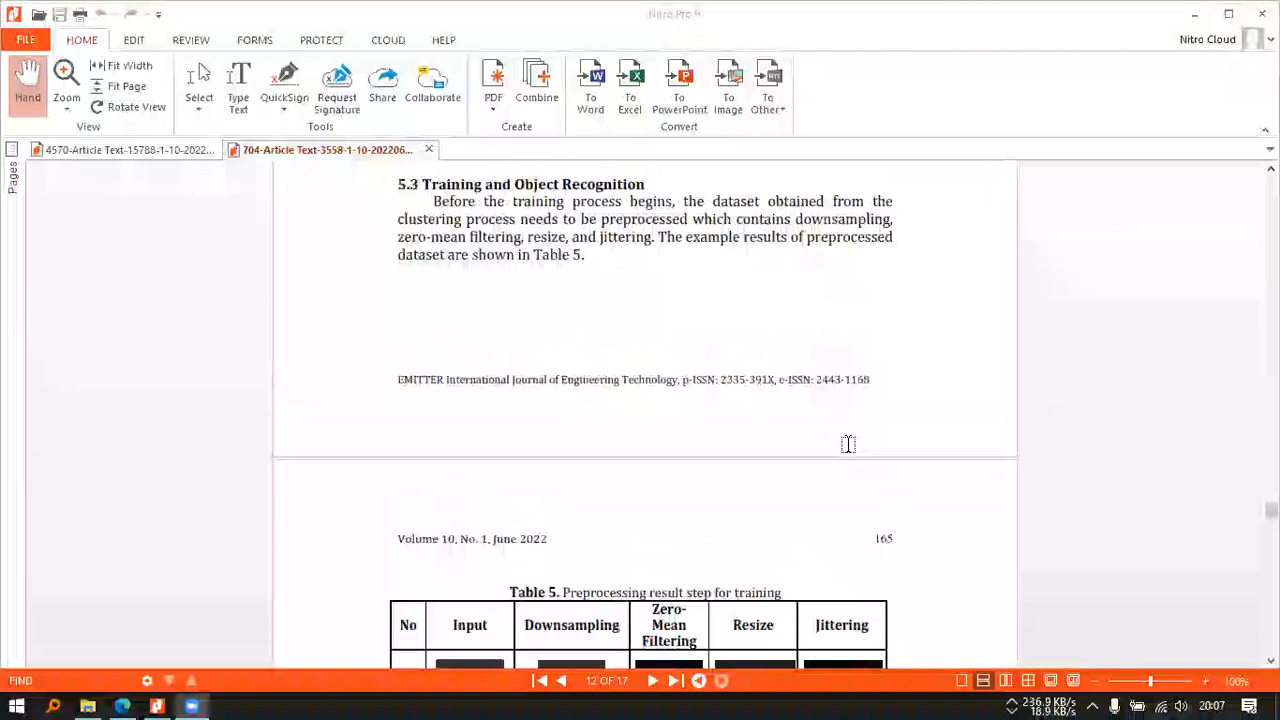 Nitro Pro 9
FILE HOME EDIT REVIEW FORMS PROTECT CLOUD HELP Nitro Cloud
Hand Zoom Fit Width Fit Page Rotate View Select Type Text QuickSign Request Signature Share Collaborate PDF Combine To Word To Excel To PowerPoint To Image To Other
View Tools Create Convert
4570-Article Text-15788-1-10-2022... 704-Article Text-3558-1-10-202206...
Pages
5.3 Training and Object Recognition
Before the training process begins, the dataset obtained from the
clustering process needs to be preprocessed which contains downsampling,
zero-mean filtering, resize, and jittering. The example results of preprocessed
dataset are shown in Table 5.
EMITTER International Journal of Engineering Technology, p-ISSN: 2335-391X, e-ISSN: 2443-1168
Volume 10, No. 1, June 2022 165
Table 5. Preprocessing result step for training
No Input Downsampling Zero-Mean Filtering Resize Jittering
FIND 12 OF 17 100%
236.9 KB/s
18.9 KB/s
20:07